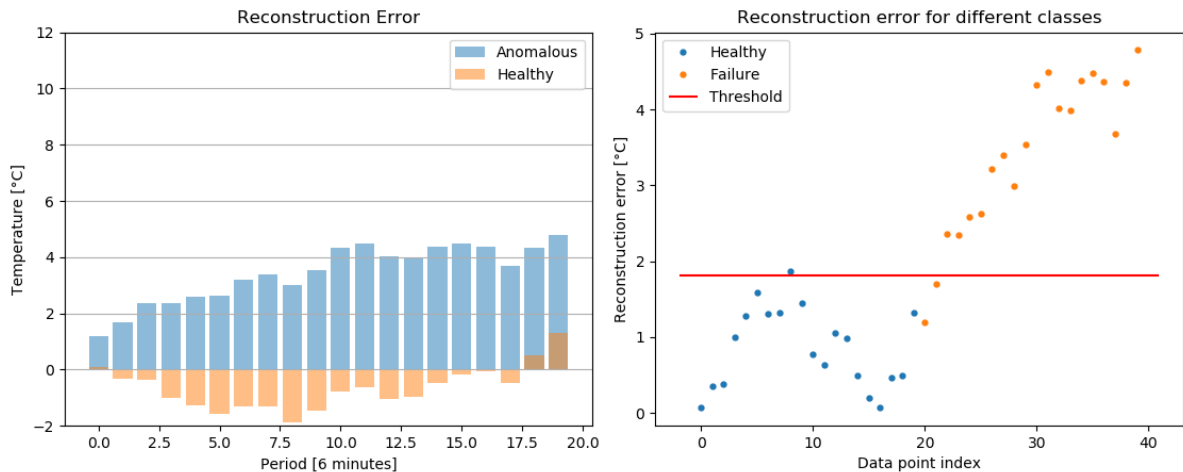 Reconstruction Error
12
10
8
6
4
2
0
−2
Temperature [°C]
Anomalous
Healthy
0.0 2.5 5.0 7.5 10.0 12.5 15.0 17.5 20.0
Period [6 minutes]
Reconstruction error for different classes
5
4
3
2
1
0
Reconstruction error [°C]
Healthy
Failure
Threshold
0 10 20 30 40
Data point index